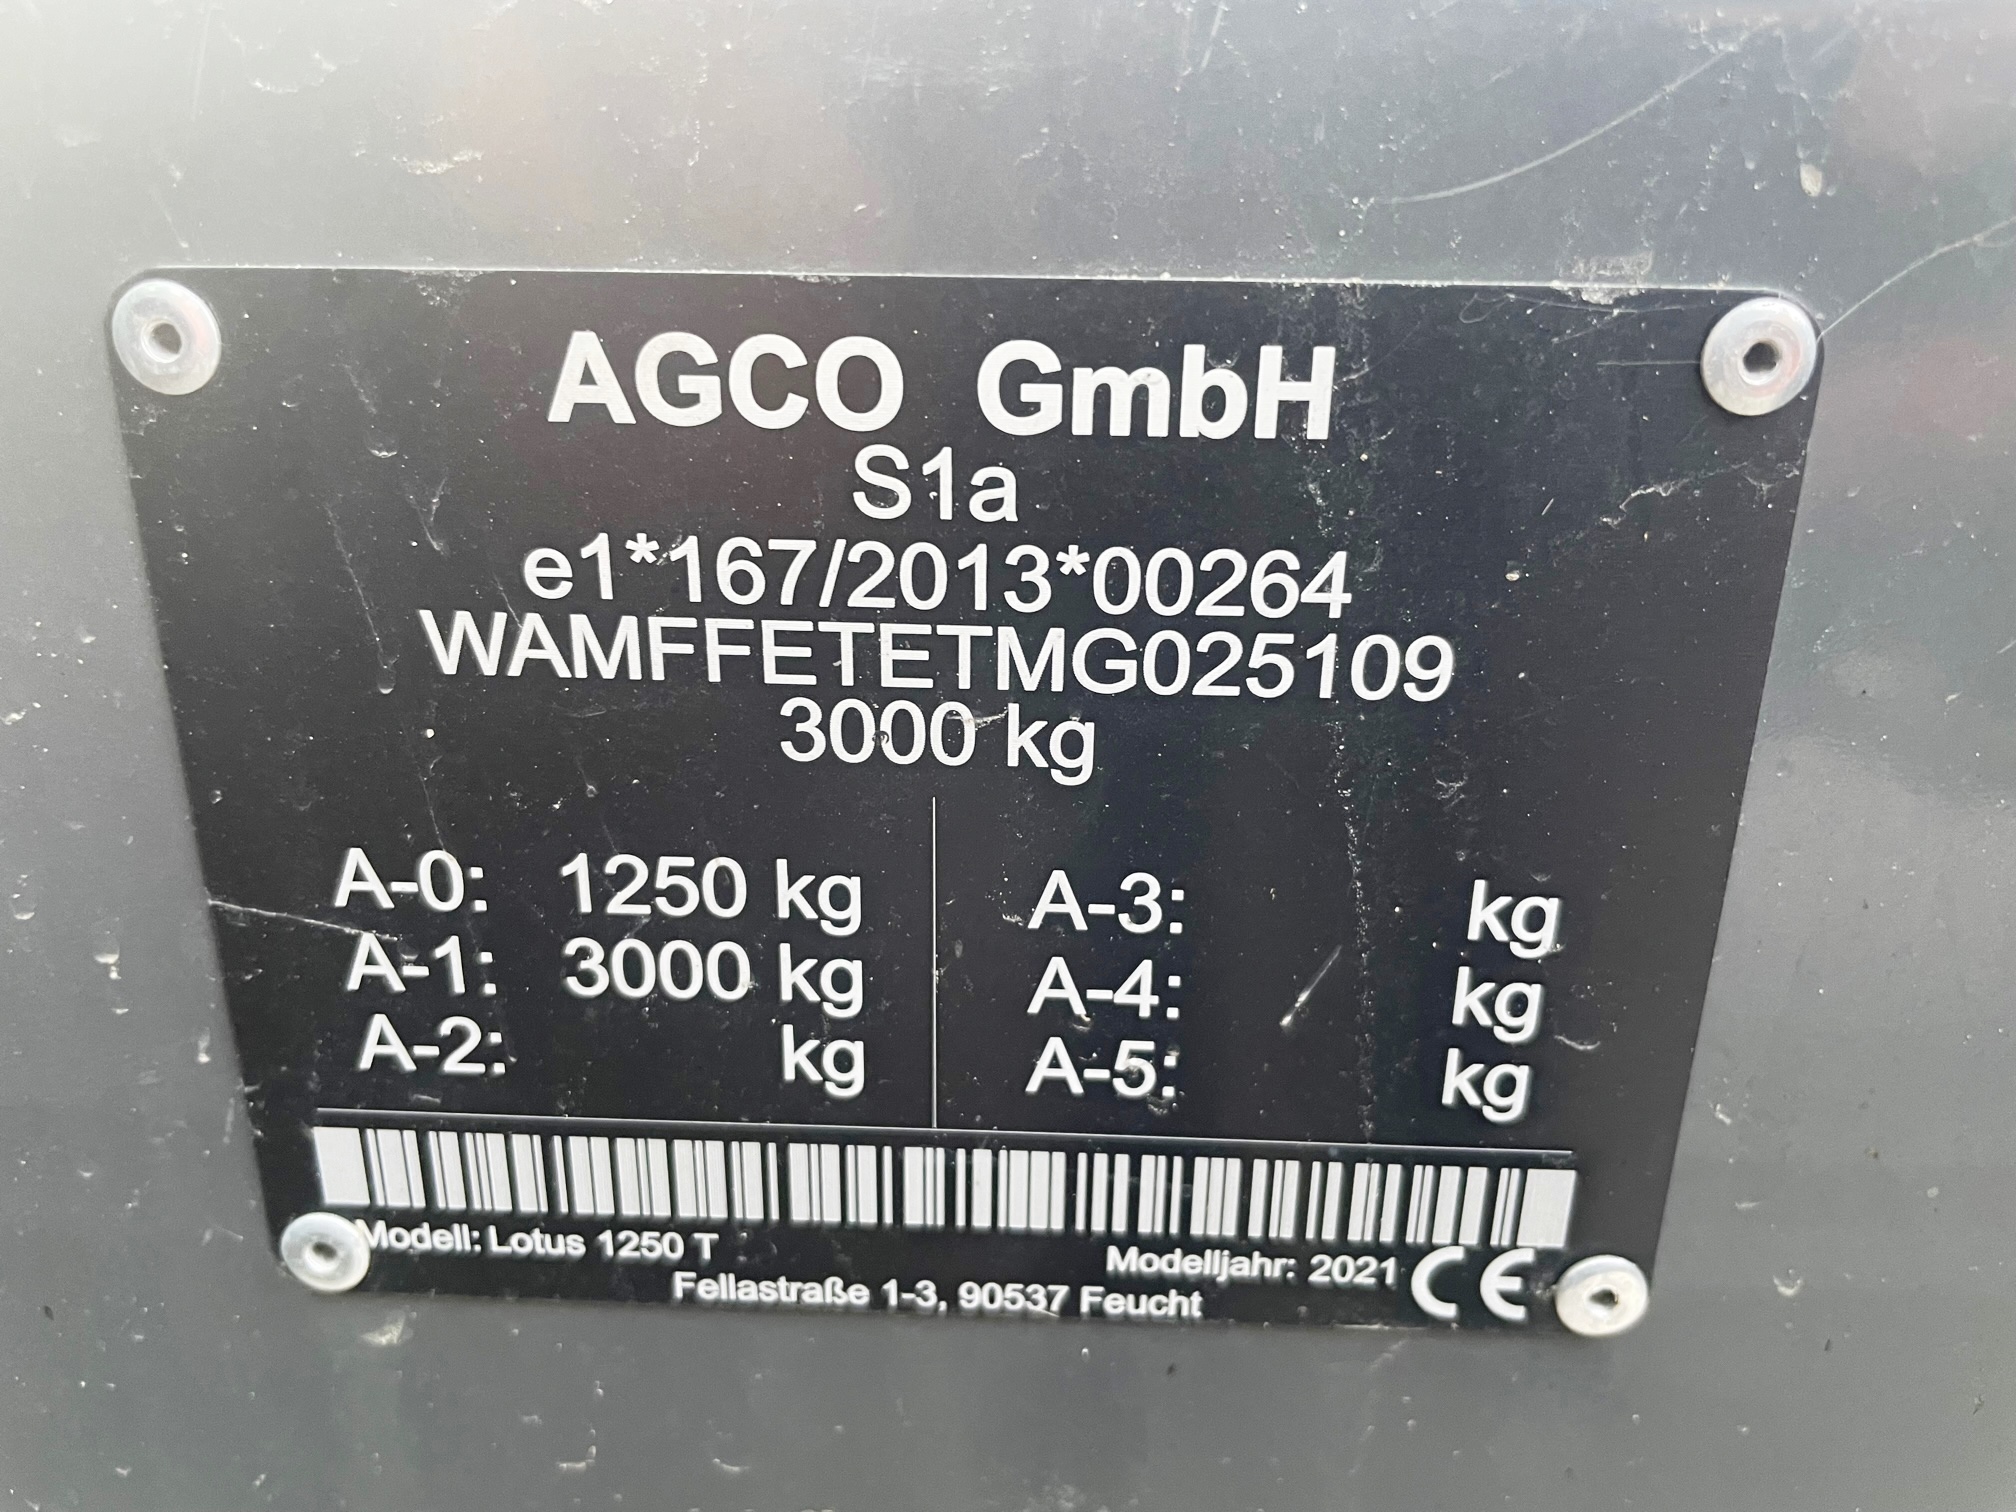 AGCO GmbH
S1a
e1*167/2013*00264
WAMFFETETMG025109
3000 kg
A-0: 1250 kg
A-1: 3000 kg
A-2: kg
A-3: kg
A-4: kg
A-5: kg
Modell: Lotus 1250 T
Modelljahr: 2021 CE
Fellastraße 1-3, 90537 Feucht